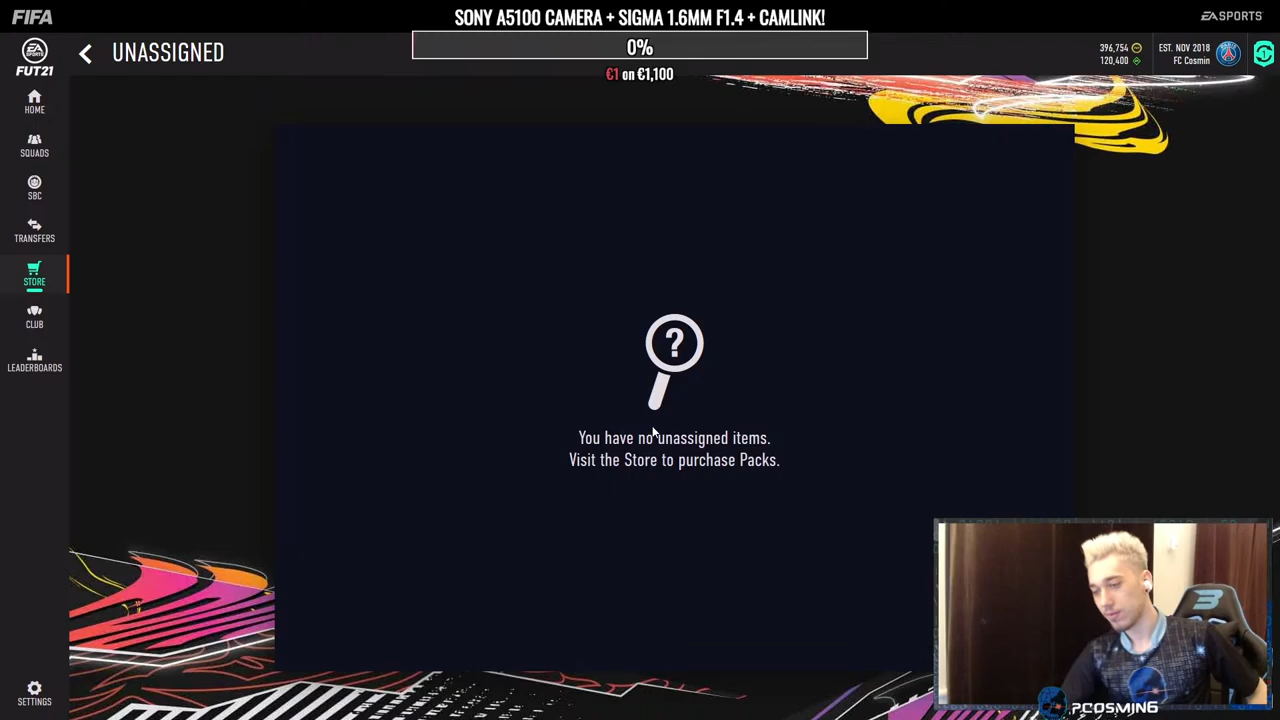 FIFA
SONY A5100 CAMERA + SIGMA 1.6MM F1.4 + CAMLINK!
EA SPORTS
EA
SPORTS
FUT21
UNASSIGNED
0%
396,754
120,400
EST. NOV 2018
FC Cosmin
€1 on €1,100
HOME
SQUADS
SBC
TRANSFERS
STORE
CLUB
LEADERBOARDS
You have no unassigned items.
Visit the Store to purchase Packs.
SETTINGS
PCOSMIN6